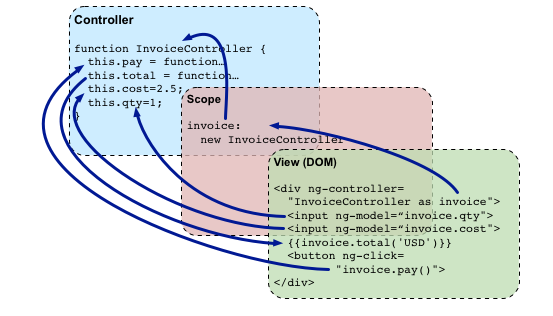 Controller
function InvoiceController {
this.pay = function…
this.total = function…
this.cost=2.5;
this.qty=1;
}
Scope
invoice:
new InvoiceController
View (DOM)
<div ng-controller=
"InvoiceController as invoice">
<input ng-model=“invoice.qty">
<input ng-model=“invoice.cost">
{{invoice.total('USD')}}
<button ng-click=
"invoice.pay()">
</div>